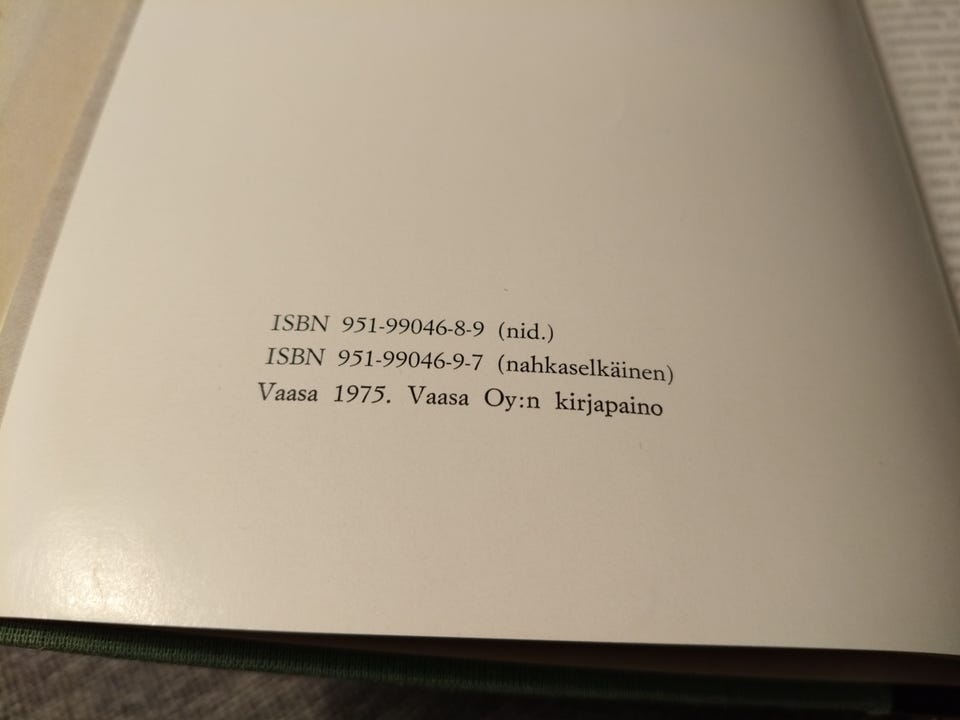 ISBN 951-99046-8-9 (nid.)
ISBN 951-99046-9-7 (nahkaselkäinen)
Vaasa 1975. Vaasa Oy:n kirjapaino